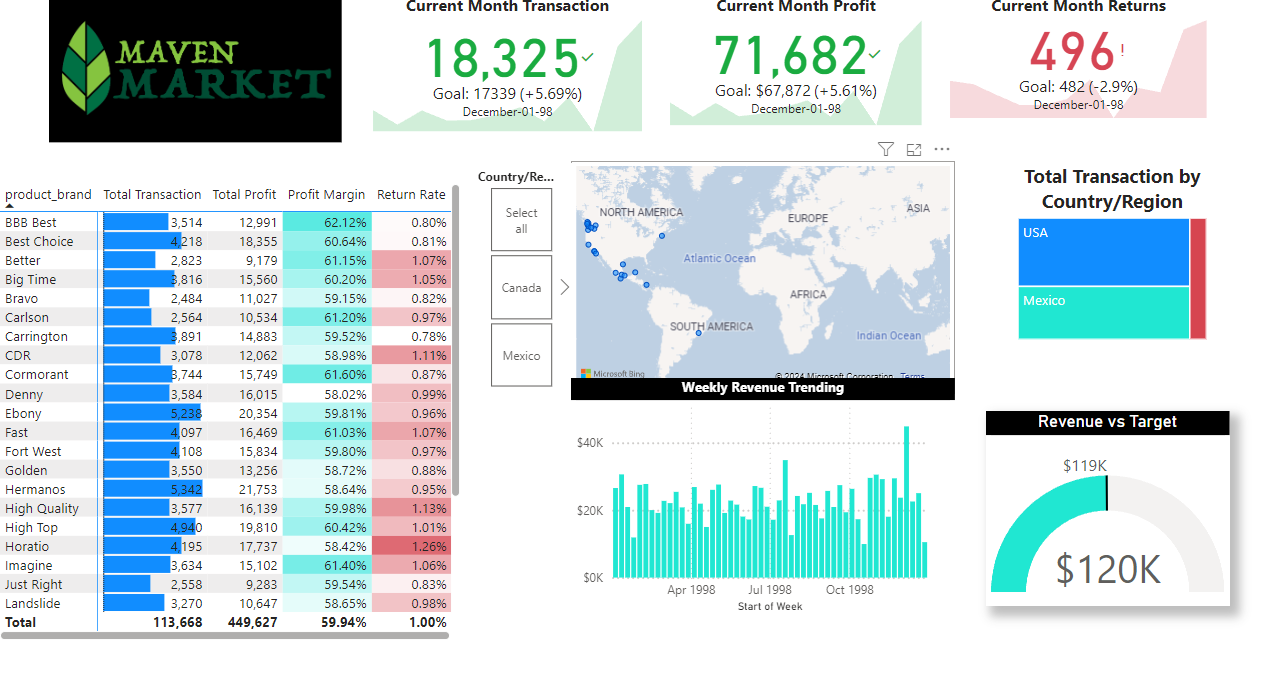 MAVEN
MARKET
Current Month Transaction
18,325
Goal: 17339 (+5.69%)
December-01-98
Current Month Profit
71,682
Goal: $67,872 (+5.61%)
December-01-98
Current Month Returns
496!
Goal: 482 (-2.9%)
December-01-98
product_brand Total Transaction Total Profit Profit Margin Return Rate
BBB Best 3,514 12,991 62.12% 0.80%
Best Choice 4,218 18,355 60.64% 0.81%
Better 2,823 9,179 61.15% 1.07%
Big Time 3,816 15,560 60.20% 1.05%
Bravo 2,484 11,027 59.15% 0.82%
Carlson 2,564 10,534 61.20% 0.97%
Carrington 3,891 14,883 59.52% 0.78%
CDR 3,078 12,062 58.98% 1.11%
Cormorant 3,744 15,749 61.60% 0.87%
Denny 3,584 16,015 58.02% 0.99%
Ebony 5,238 20,354 59.81% 0.96%
Fast 4,097 16,469 61.03% 1.07%
Fort West 4,108 15,834 59.80% 0.97%
Golden 3,550 13,256 58.72% 0.88%
Hermanos 5,342 21,753 58.64% 0.95%
High Quality 3,577 16,139 59.98% 1.13%
High Top 4,940 19,810 60.42% 1.01%
Horatio 4,195 17,737 58.42% 1.26%
Imagine 3,634 15,102 61.40% 1.06%
Just Right 2,558 9,283 59.54% 0.83%
Landslide 3,270 10,647 58.65% 0.98%
Total 113,668 449,627 59.94% 1.00%
Country/Re...
Select
all
Canada
Mexico
NORTH AMERICA
EUROPE
ASIA
Atlantic Ocean
AFRICA
SOUTH AMERICA
Indian Ocean
Microsoft Bing
© 2024 Microsoft Corporation Terms
Weekly Revenue Trending
$40K
$20K
$0K
Apr 1998
Jul 1998
Oct 1998
Start of Week
Total Transaction by
Country/Region
USA
Mexico
Revenue vs Target
$119K
$120K